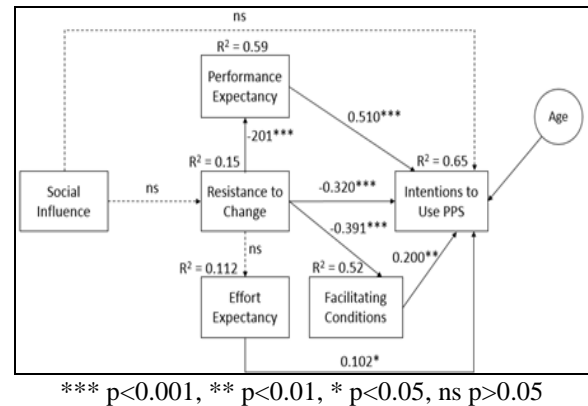 ns
R² = 0.59
Performance
Expectancy
0.510***
Age
-201***
R² = 0.15
R² = 0.65
Social
Influence
ns
Resistance to
Change
-0.320***
Intentions to
Use PPS
-0.391***
ns
R² = 0.112
R² = 0.52
0.200**
Effort
Expectancy
Facilitating
Conditions
0.102*
*** p<0.001, ** p<0.01, * p<0.05, ns p>0.05